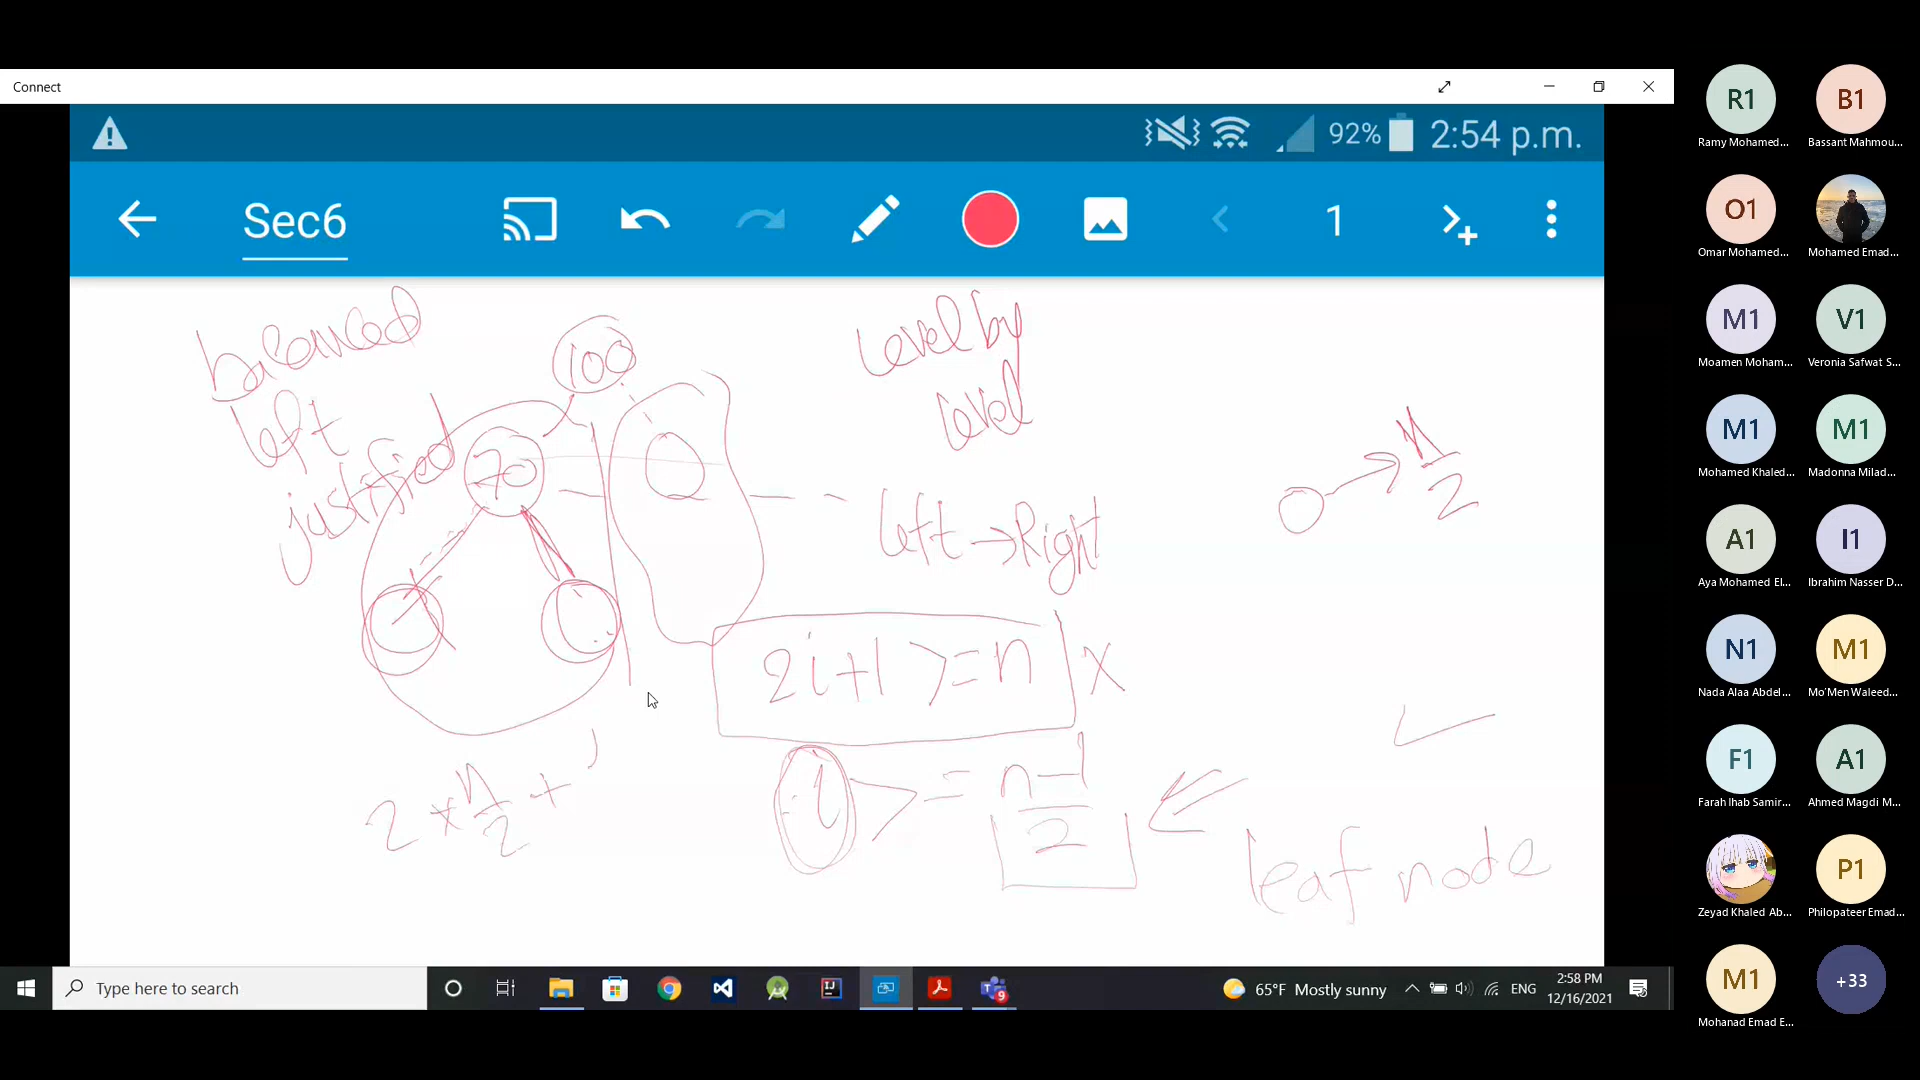 Connect
92% 2:54 p.m.
Sec6
1
balanced
left
justified
100
70
level by
level
left → Right
n
2
2i+1 >= n x
2 x n + 1
2
i >= n-1
2
leaf node
R1 B1
Ramy Mohamed... Bassant Mahmou...
O1
Omar Mohamed... Mohamed Emad...
M1 V1
Moamen Moham... Veronia Safwat S...
M1 M1
Mohamed Khaled... Madonna Milad...
A1 I1
Aya Mohamed El... Ibrahim Nasser D...
N1 M1
Nada Alaa Abdel... Mo'Men Waleed...
F1 A1
Farah Ihab Samir... Ahmed Magdi M...
P1
Zeyad Khaled Ab... Philopateer Emad...
M1 +33
Mohanad Emad E...
Type here to search
9
65°F Mostly sunny
ENG
2:58 PM
12/16/2021